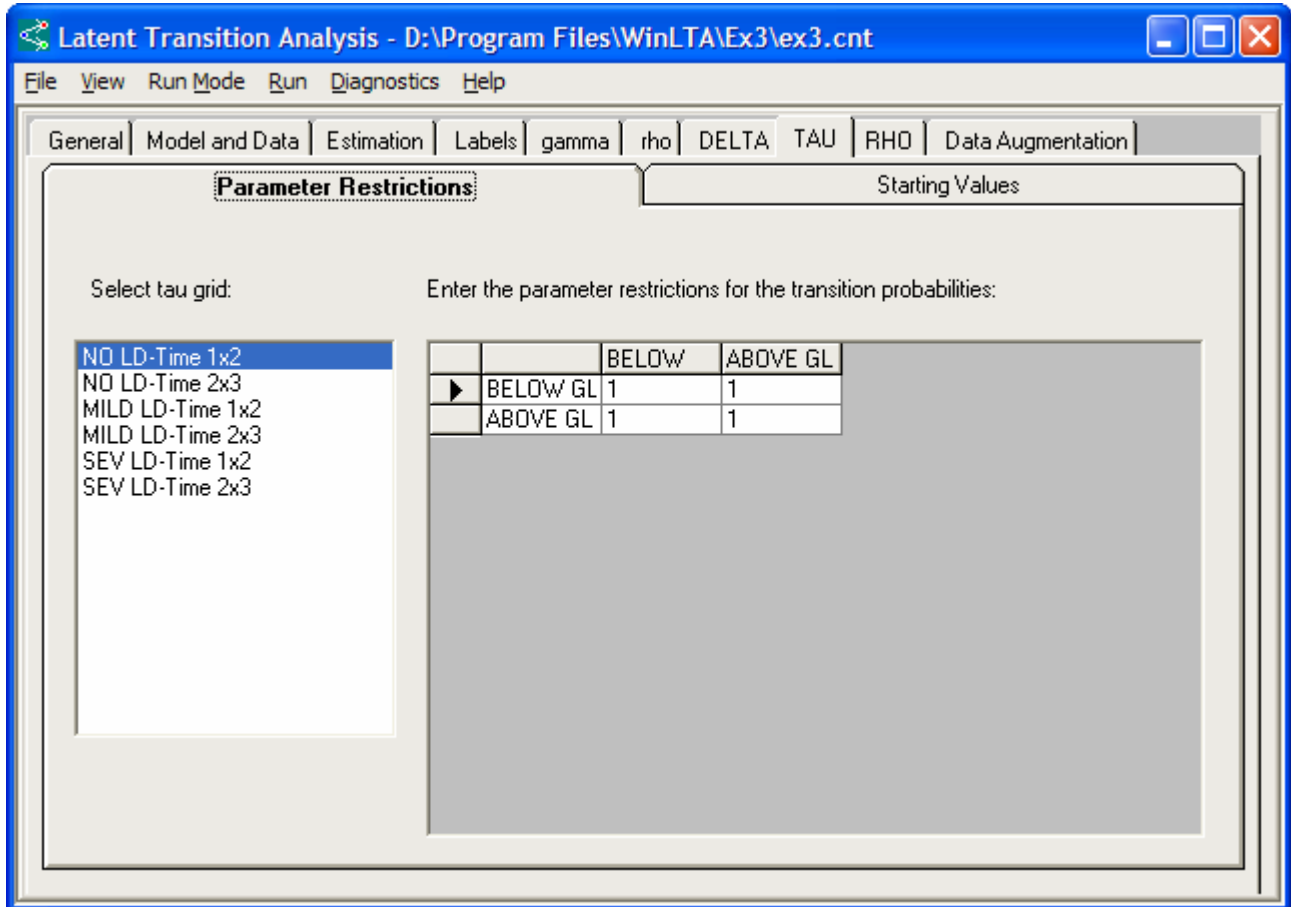 Latent Transition Analysis - D:\Program Files\WinLTA\Ex3\ex3.cnt
File View Run Mode Run Diagnostics Help
General Model and Data Estimation Labels gamma rho DELTA TAU RHO Data Augmentation
Parameter Restrictions Starting Values
Select tau grid: Enter the parameter restrictions for the transition probabilities:
NO LD-Time 1x2
NO LD-Time 2x3
MILD LD-Time 1x2
MILD LD-Time 2x3
SEV LD-Time 1x2
SEV LD-Time 2x3
BELOW ABOVE GL
BELOW GL 1 1
ABOVE GL 1 1